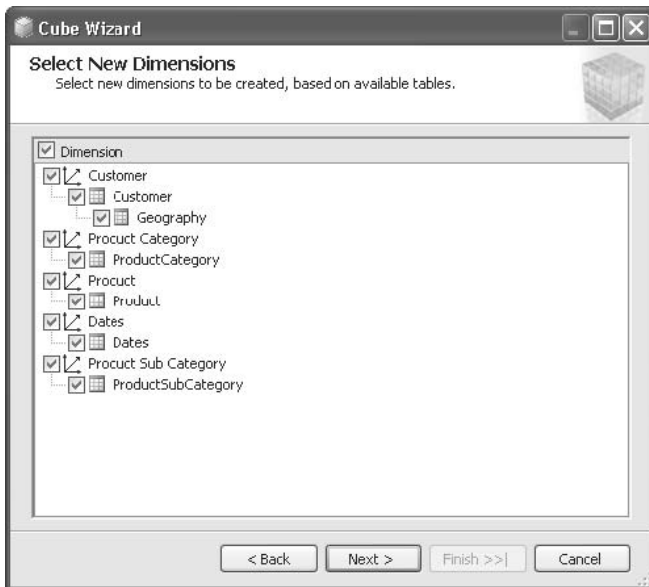 Cube Wizard
Select New Dimensions
Select new dimensions to be created, based on available tables.
Dimension
Customer
Customer
Geography
Procuct Category
ProductCategory
Procuct
Product
Dates
Dates
Procuct Sub Category
ProductSubCategory
< Back
Next >
Finish >>|
Cancel